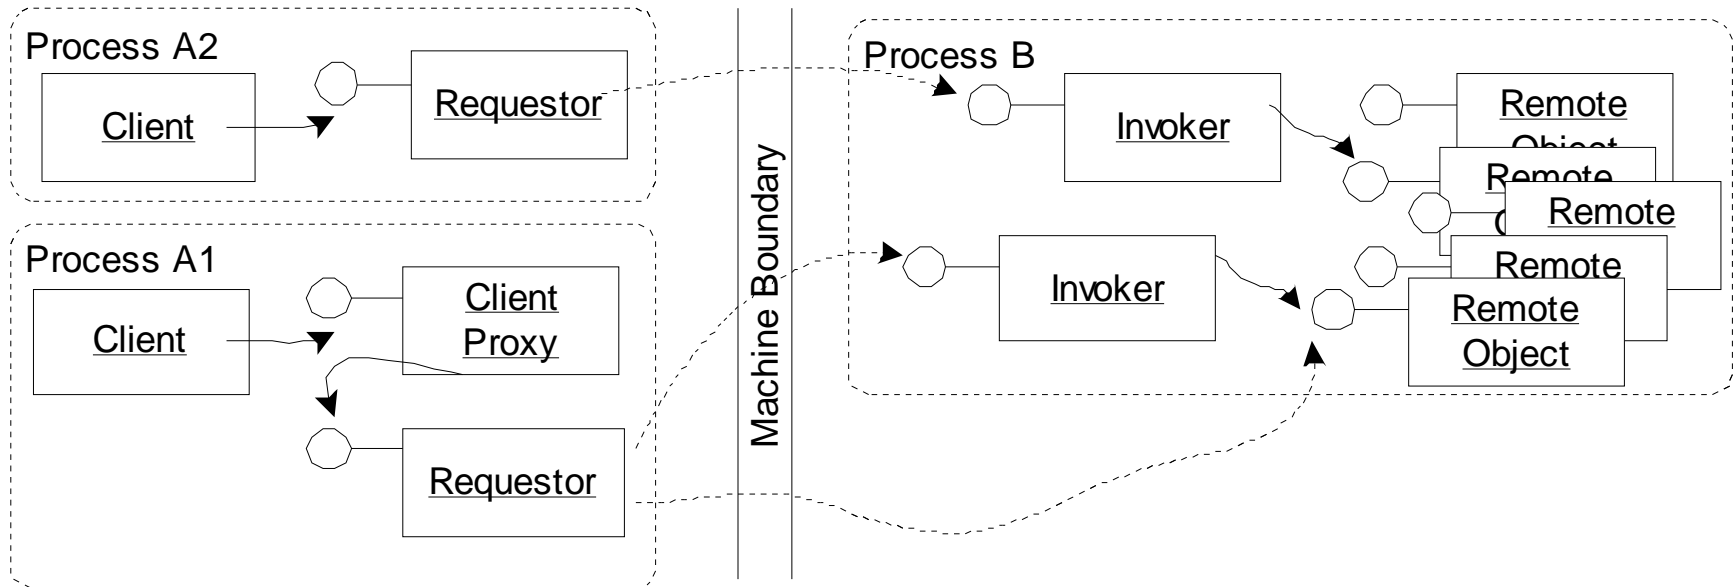 Process A2
Client
Requestor
Process A1
Client
Client
Proxy
Requestor
Machine Boundary
Process B
Invoker
Invoker
Remote
Object
Remote
Remote
Remote
Remote
Object